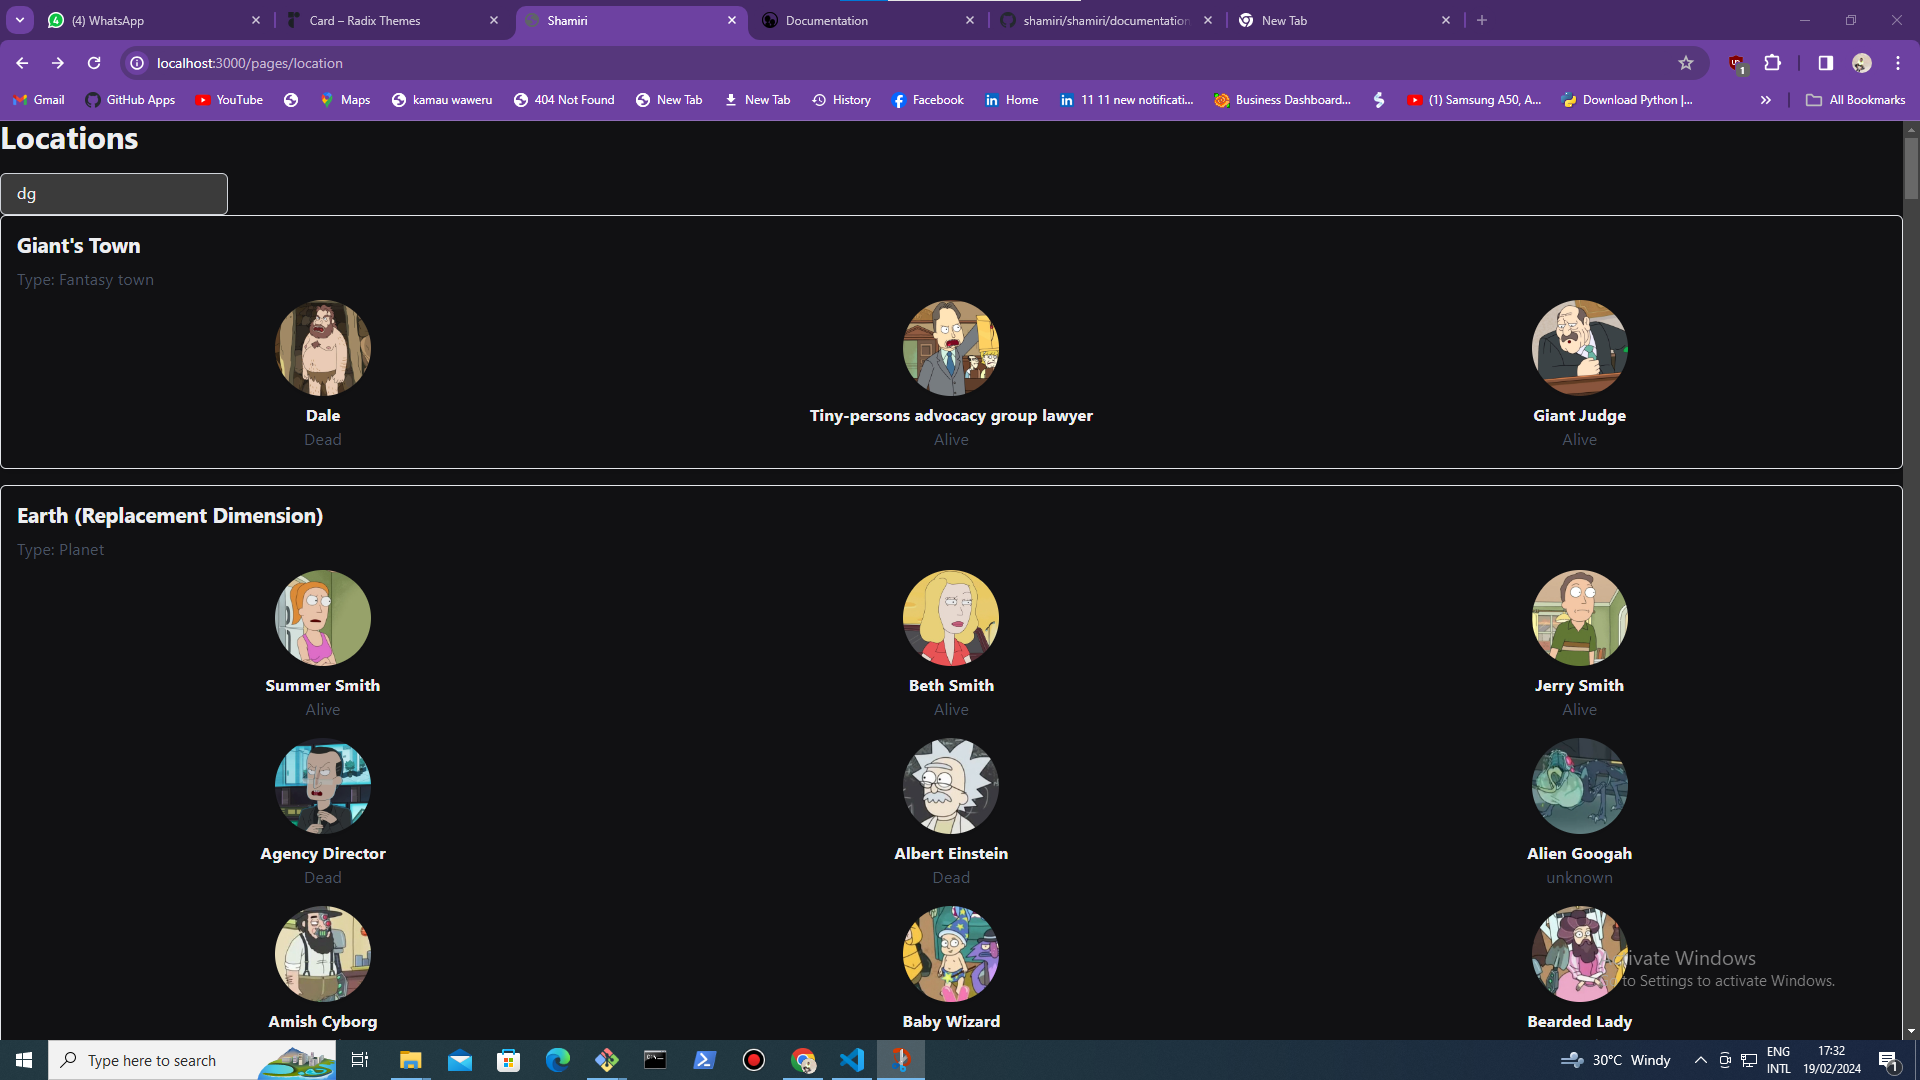 (4) WhatsApp
Card – Radix Themes
Shamiri
Documentation
shamiri/shamiri/documentation
New Tab
localhost:3000/pages/location
1
Gmail
GitHub Apps
YouTube
Maps
kamau waweru
404 Not Found
New Tab
New Tab
History
Facebook
Home
11 11 new notificati...
Business Dashboard...
(1) Samsung A50, A...
Download Python |...
All Bookmarks
Locations
dg
Giant's Town
Type: Fantasy town
Dale
Tiny-persons advocacy group lawyer
Giant Judge
Dead
Alive
Alive
Earth (Replacement Dimension)
Type: Planet
Summer Smith
Beth Smith
Jerry Smith
Alive
Alive
Alive
Agency Director
Albert Einstein
Alien Googah
Dead
Dead
unknown
Amish Cyborg
Baby Wizard
Bearded Lady
ivate Windows
to Settings to activate Windows.
Type here to search
30°C Windy
ENG
INTL
17:32
19/02/2024
1